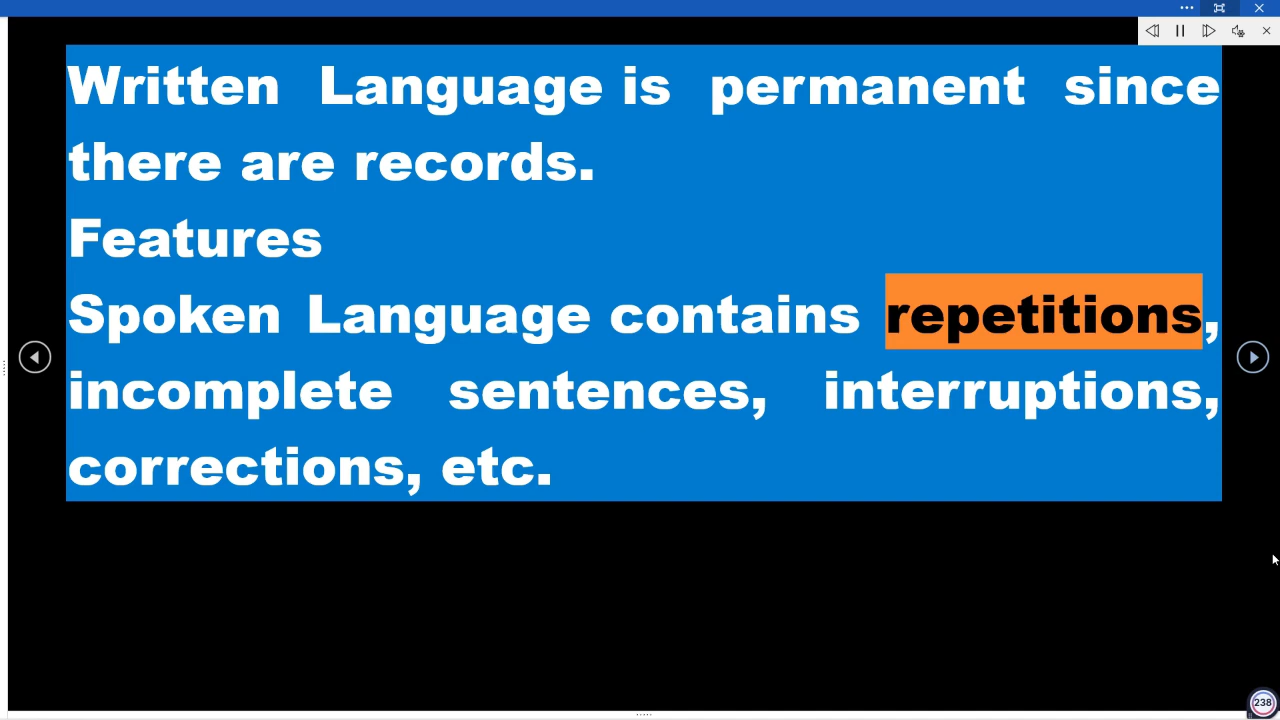 Written Language is permanent since
there are records.
Features
Spoken Language contains repetitions,
incomplete sentences, interruptions,
corrections, etc.
238